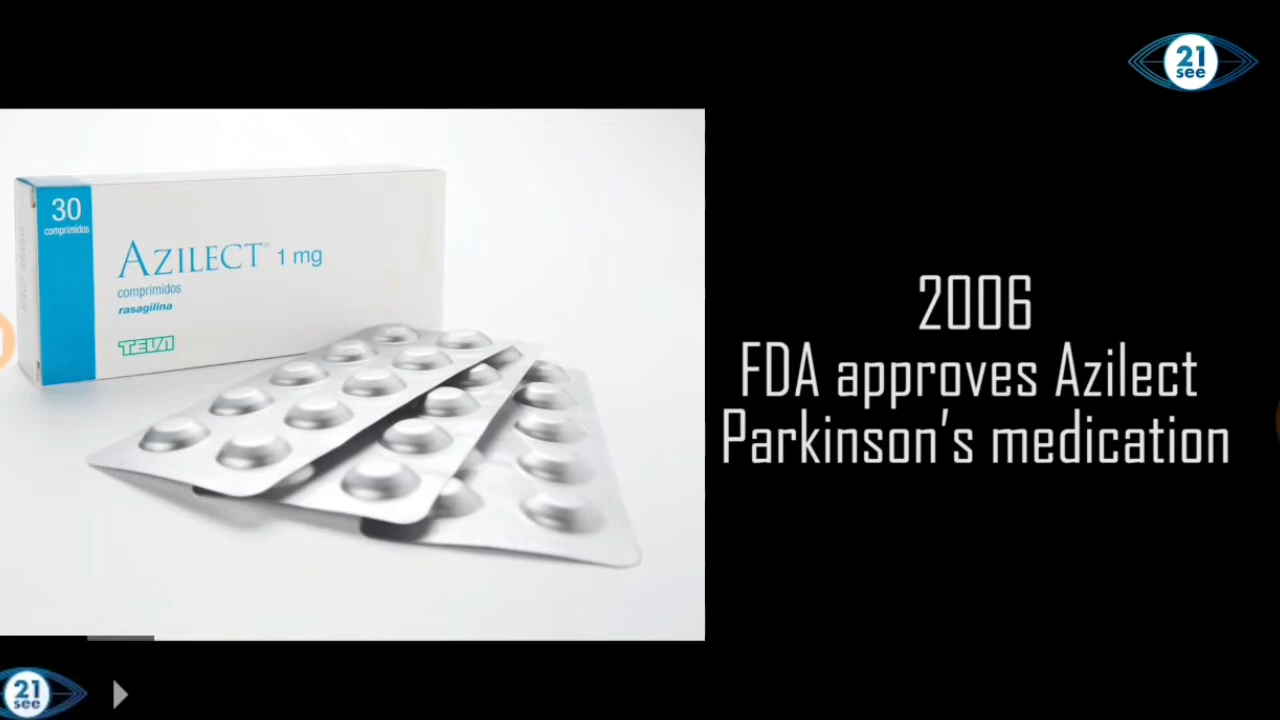 21
see
30
comprimidos
AZILECT® 1 mg
comprimidos
rasagilina
TEVA
2006
FDA approves Azilect
Parkinson's medication
21
see